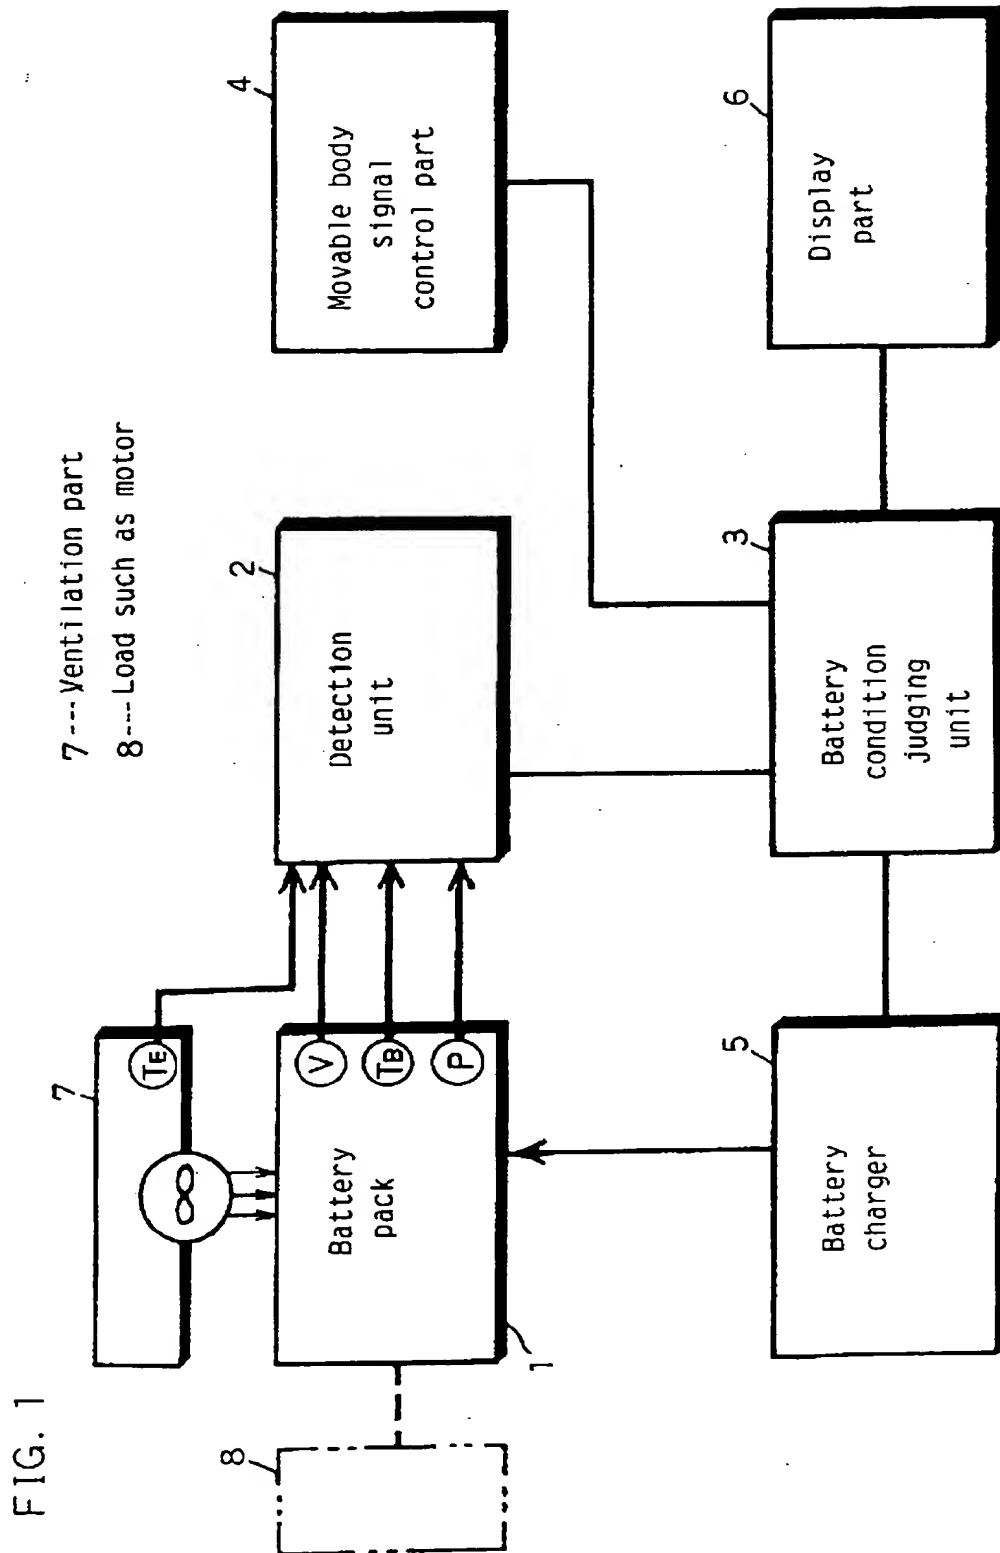 FIG. 1
7--- Ventilation part
8--- Load such as motor
7
TE
8
1
Battery
pack
V
TB
P
2
Detection
unit
4
Movable body
signal
control part
5
Battery
charger
3
Battery
condition
judging
unit
6
Display
part